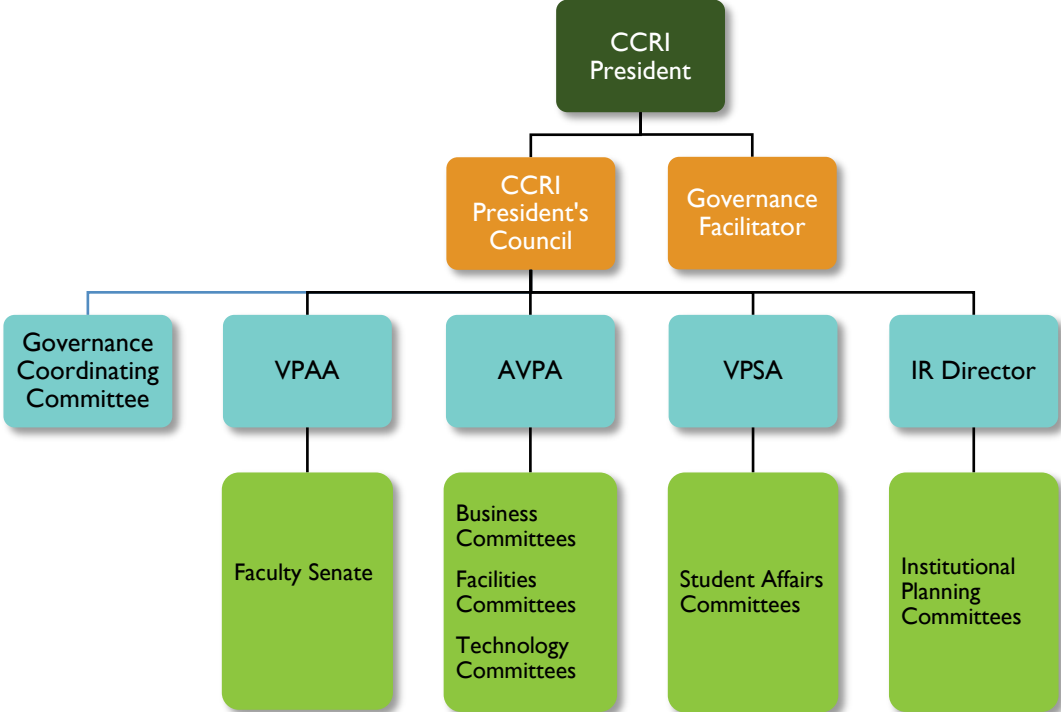 CCRI
President
CCRI
President's
Council
Governance
Facilitator
Governance
Coordinating
Committee
VPAA
AVPA
VPSA
IR Director
Faculty Senate
Business
Committees
Facilities
Committees
Technology
Committees
Student Affairs
Committees
Institutional
Planning
Committees